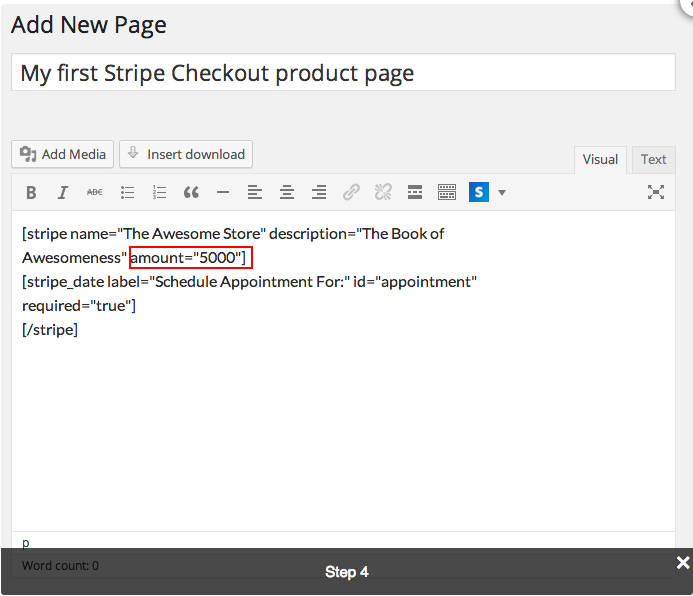 Add New Page
My first Stripe Checkout product page
Add Media
Insert download
Visual
Text
B I ABC
S
[stripe name="The Awesome Store" description="The Book of
Awesomeness" amount="5000"]
[stripe_date label="Schedule Appointment For:" id="appointment"
required="true"]
[/stripe]
p
Word count: 0
Step 4